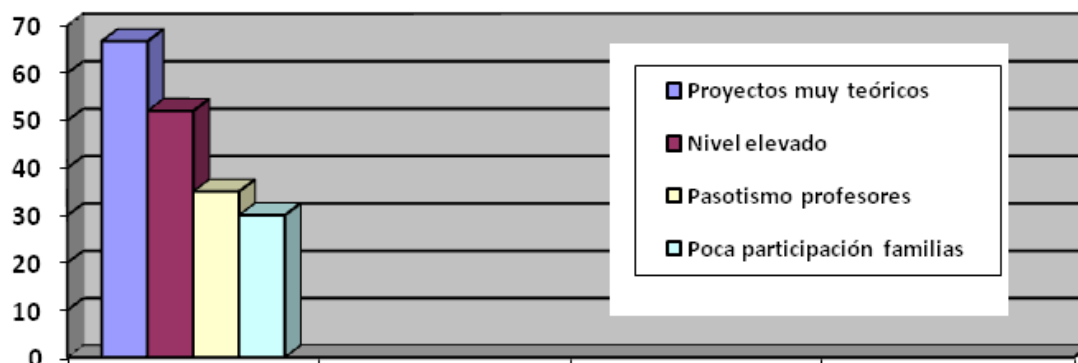 70
60
50
40
30
20
10
0
Proyectos muy teóricos
Nivel elevado
Pasotismo profesores
Poca participación familias